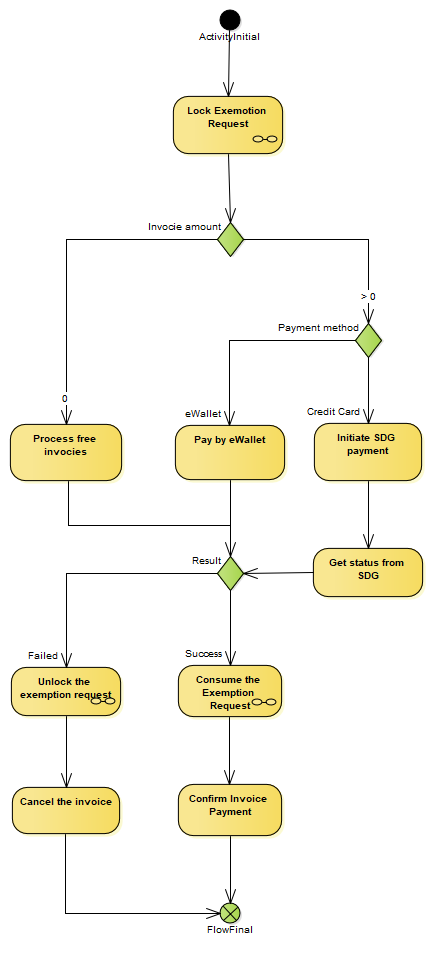 ActivityInitial
Lock Exemotion
Request
Invocie amount
> 0
Payment method
0
eWallet
Credit Card
Process free
invocies
Pay by eWallet
Initiate SDG
payment
Result
Get status from
SDG
Failed
Success
Unlock the
exemption request
Consume the
Exemption
Request
Cancel the invoice
Confirm Invoice
Payment
FlowFinal